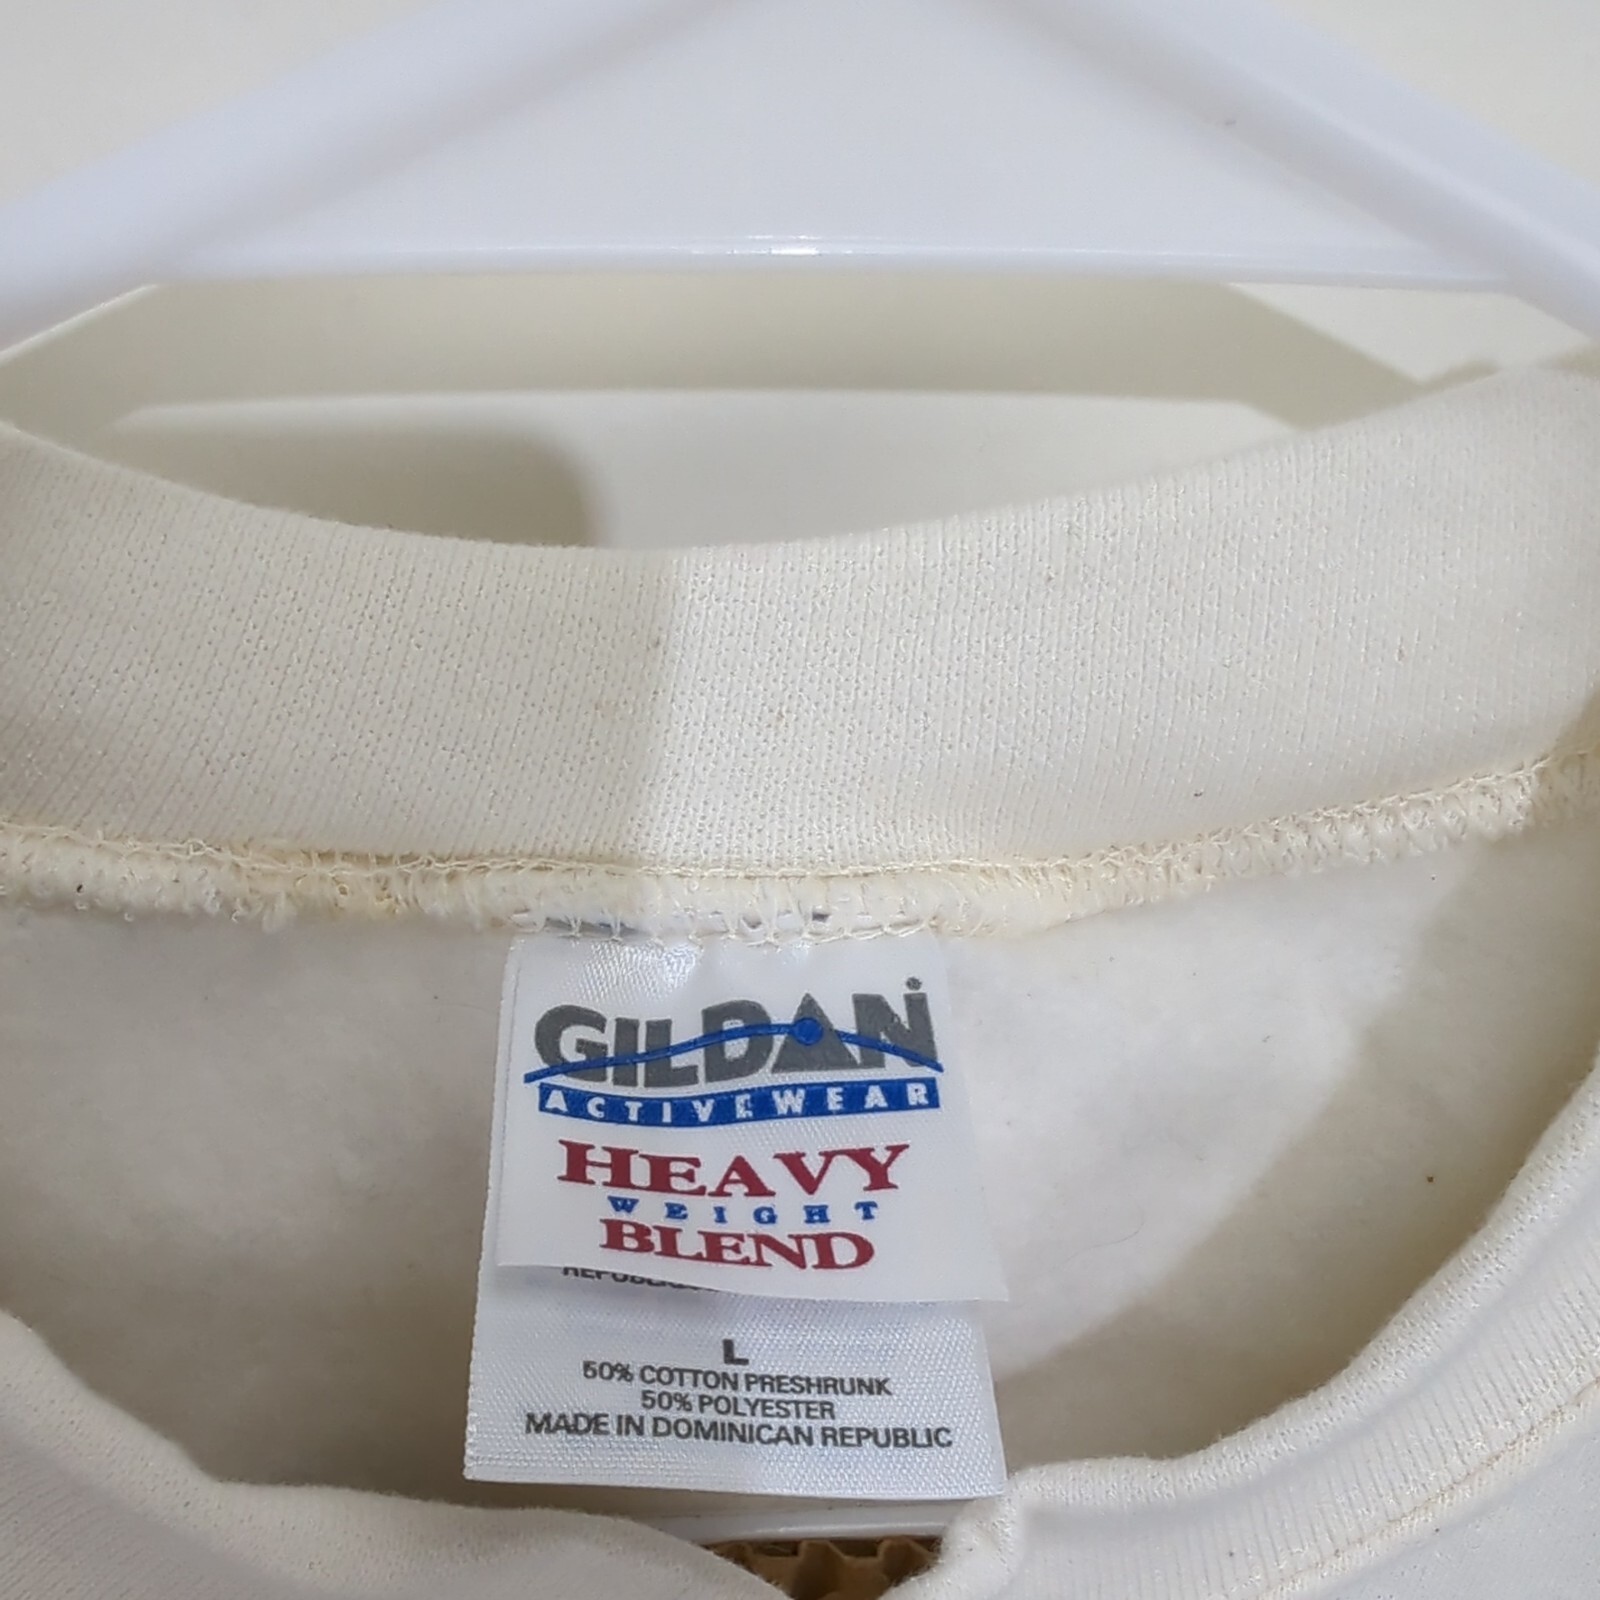 GILDAN®
ACTIVEWEAR
HEAVY
WEIGHT
BLEND
L
50% COTTON PRESHRUNK
50% POLYESTER
MADE IN DOMINICAN REPUBLIC